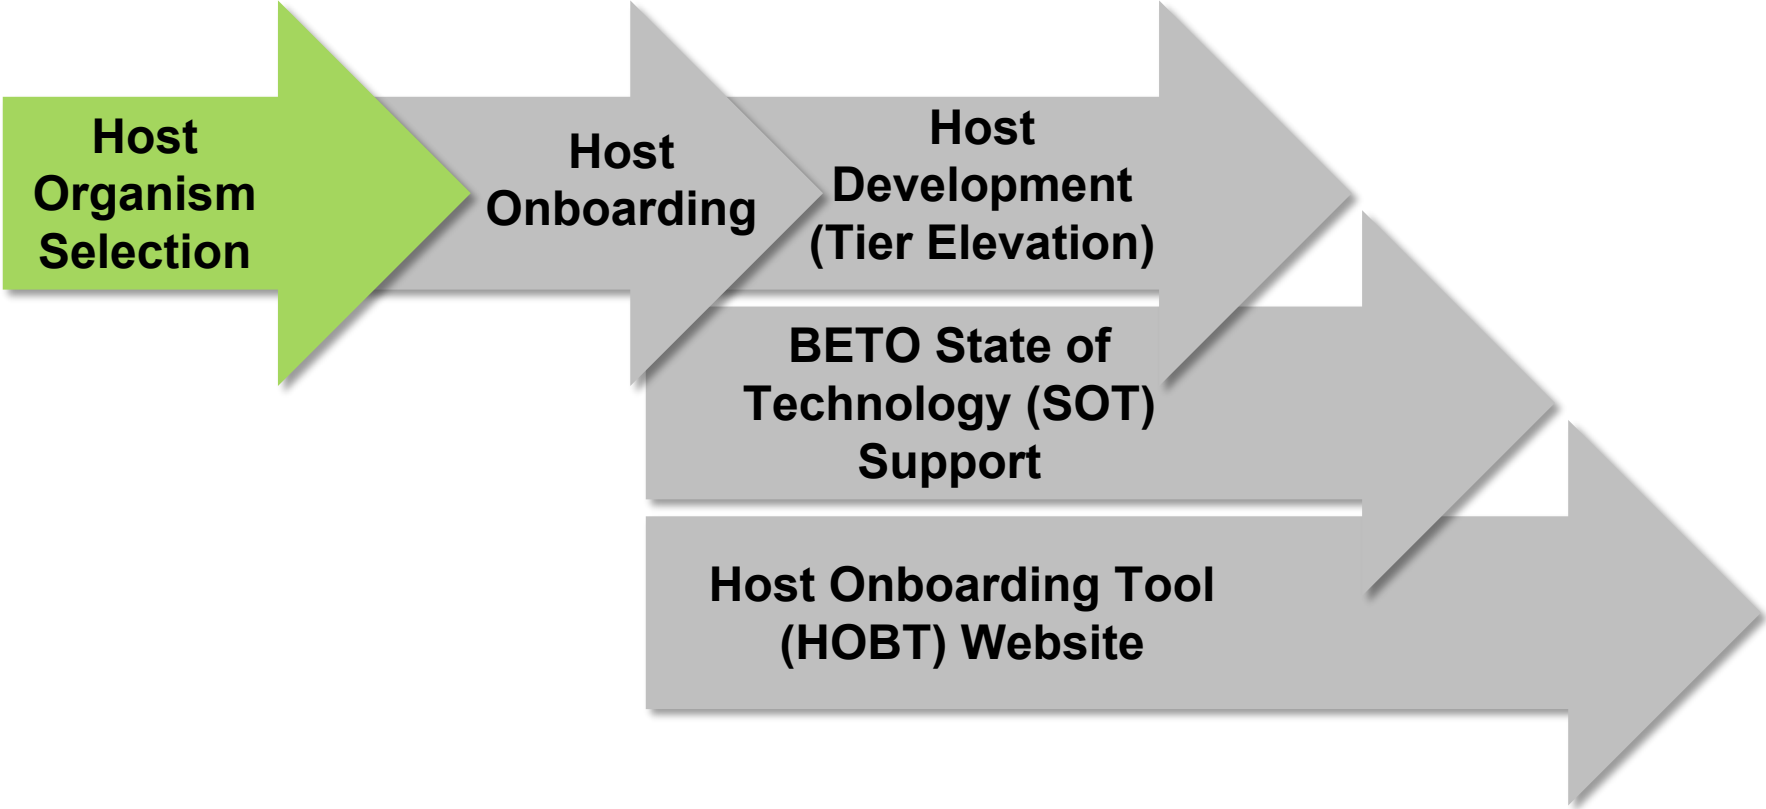 Host
Organism
Selection
Host
Onboarding
Host
Development
(Tier Elevation)
BETO State of
Technology (SOT)
Support
Host Onboarding Tool
(HOBT) Website